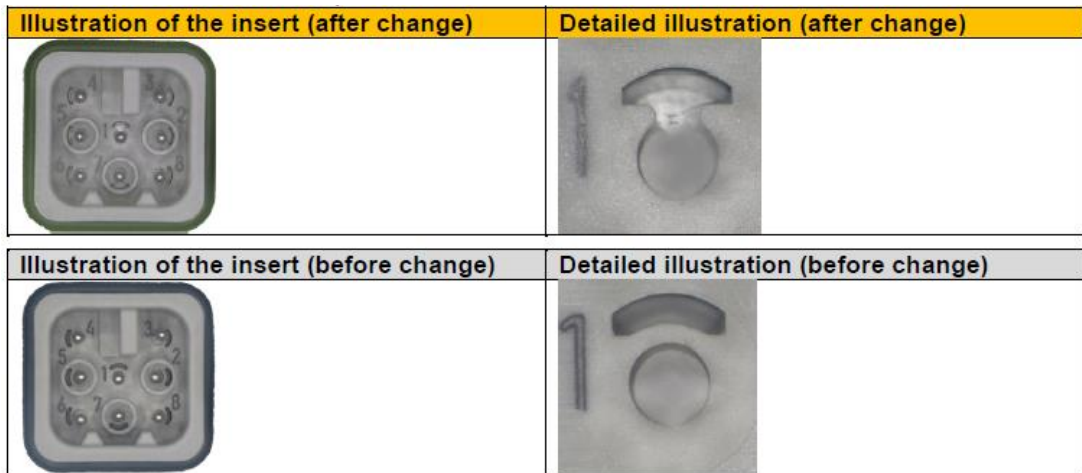 Illustration of the insert (after change)
Detailed illustration (after change)
4 3
5 1 2
6 7 8
1
Illustration of the insert (before change)
Detailed illustration (before change)
4 3
5 1 2
6 7 8
1